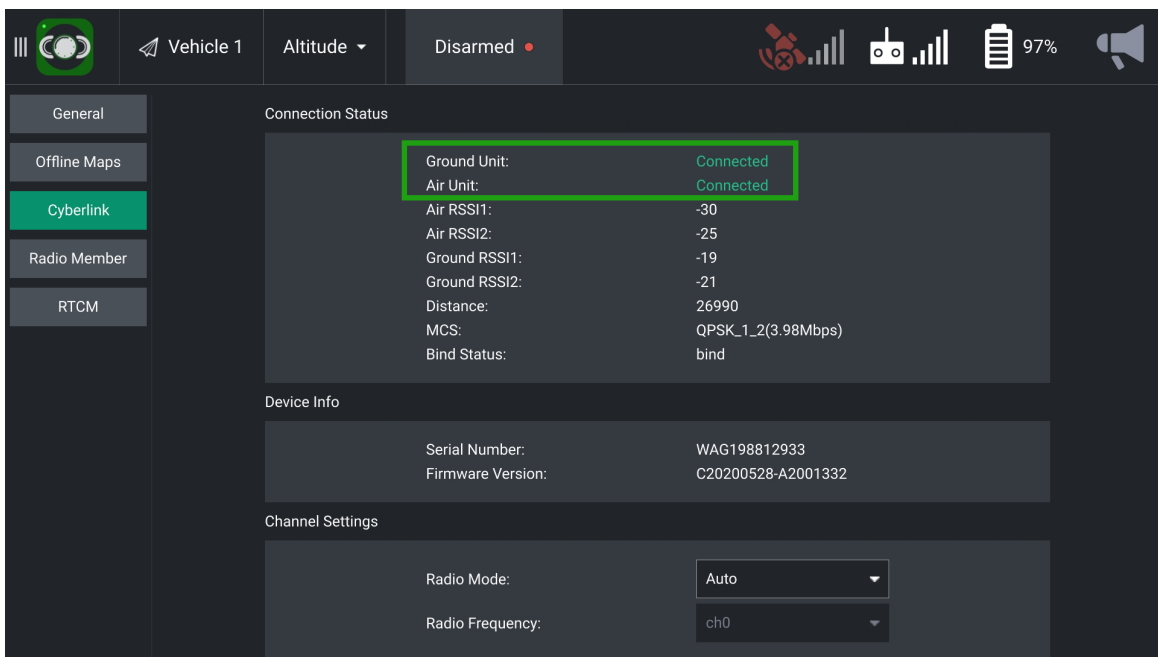 Vehicle 1 Altitude Disarmed 97%
General
Offline Maps
Cyberlink
Radio Member
RTCM
Connection Status
Ground Unit: Connected
Air Unit: Connected
Air RSSI1: -30
Air RSSI2: -25
Ground RSSI1: -19
Ground RSSI2: -21
Distance: 26990
MCS: QPSK_1_2(3.98Mbps)
Bind Status: bind
Device Info
Serial Number: WAG198812933
Firmware Version: C20200528-A2001332
Channel Settings
Radio Mode: Auto
Radio Frequency: ch0